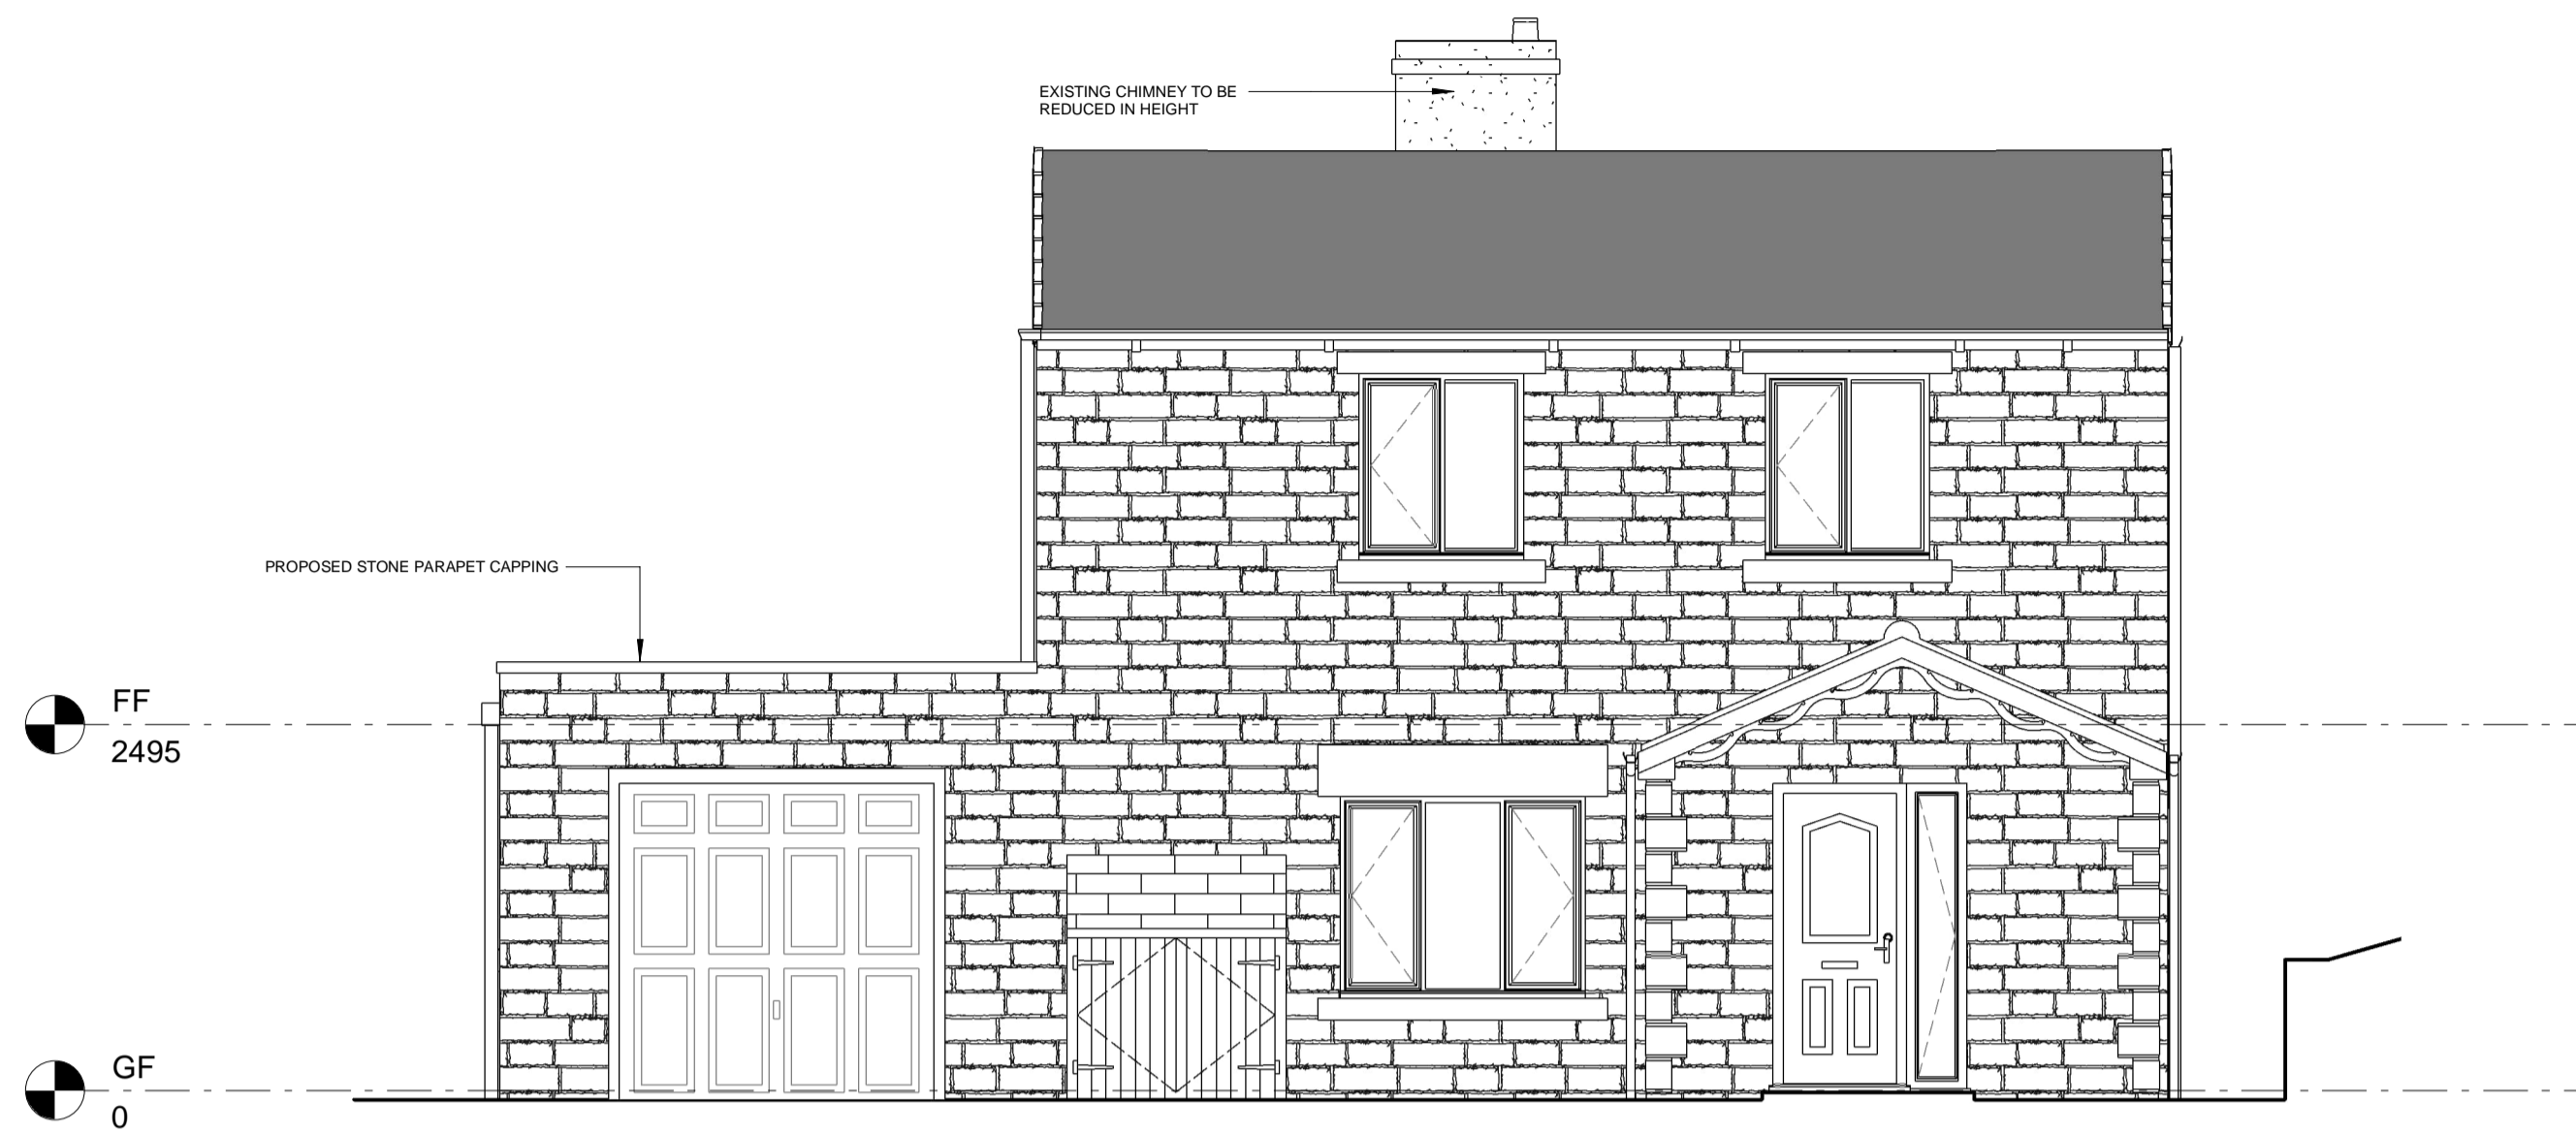 EXISTING CHIMNEY TO BE
REDUCED IN HEIGHT
PROPOSED STONE PARAPET CAPPING
FF
2495
GF
0